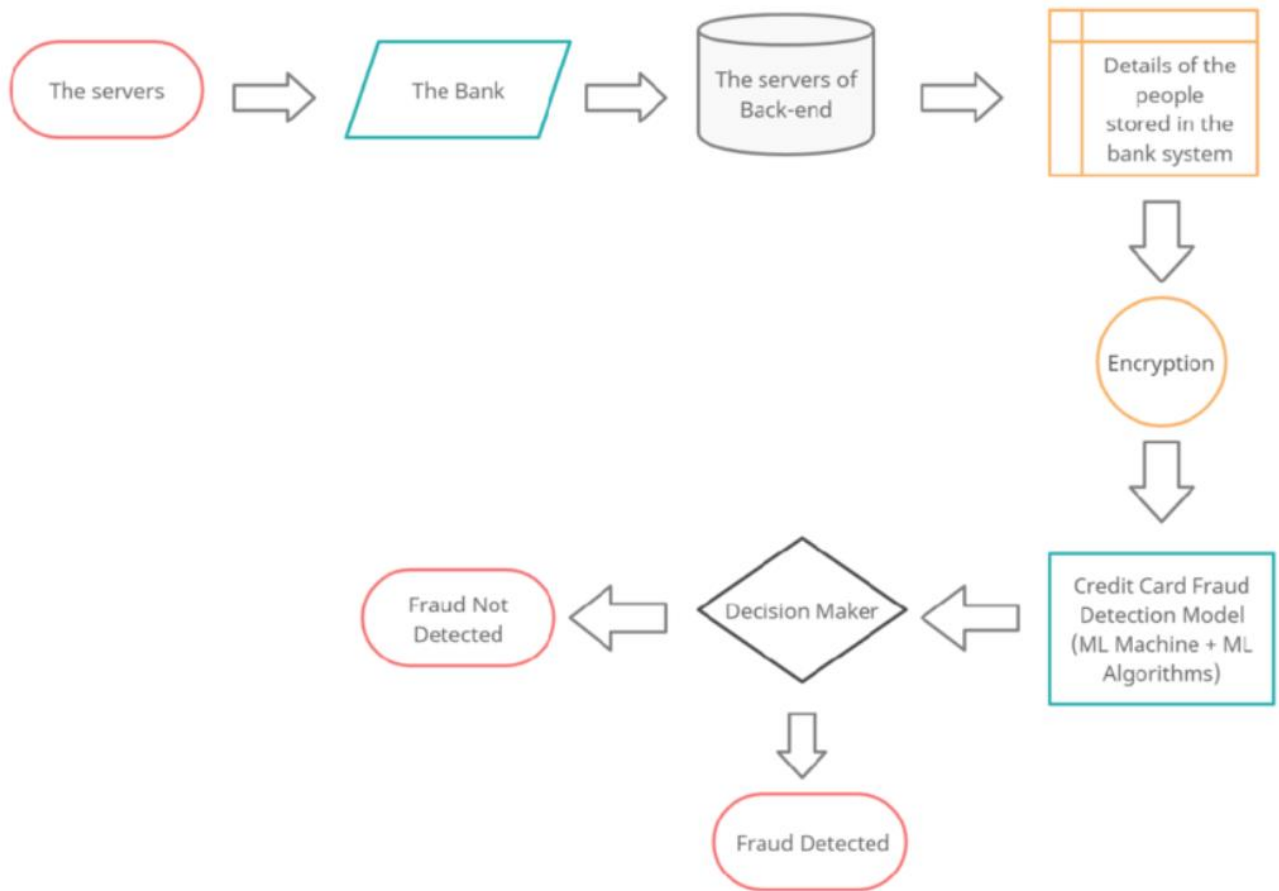 The servers
The Bank
The servers of
Back-end
Details of the
people
stored in the
bank system
Encryption
Credit Card Fraud
Detection Model
(ML Machine + ML
Algorithms)
Decision Maker
Fraud Not
Detected
Fraud Detected